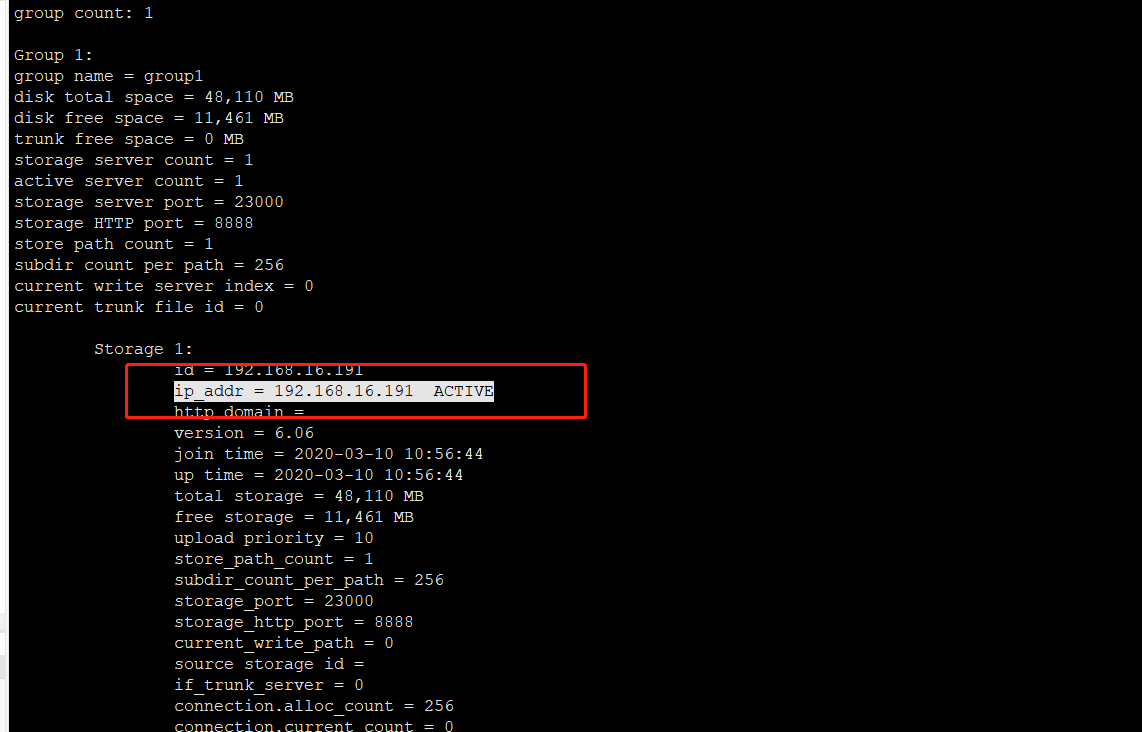 group count: 1
Group 1:
group name = group1
disk total space = 48,110 MB
disk free space = 11,461 MB
trunk free space = 0 MB
storage server count = 1
active server count = 1
storage server port = 23000
storage HTTP port = 8888
store path count = 1
subdir count per path = 256
current write server index = 0
current trunk file id = 0
Storage 1:
id = 192.168.16.191
ip_addr = 192.168.16.191  ACTIVE
http domain =
version = 6.06
join time = 2020-03-10 10:56:44
up time = 2020-03-10 10:56:44
total storage = 48,110 MB
free storage = 11,461 MB
upload priority = 10
store_path_count = 1
subdir_count_per_path = 256
storage_port = 23000
storage_http_port = 8888
current_write_path = 0
source storage id =
if_trunk_server = 0
connection.alloc_count = 256
connection.current_count = 0